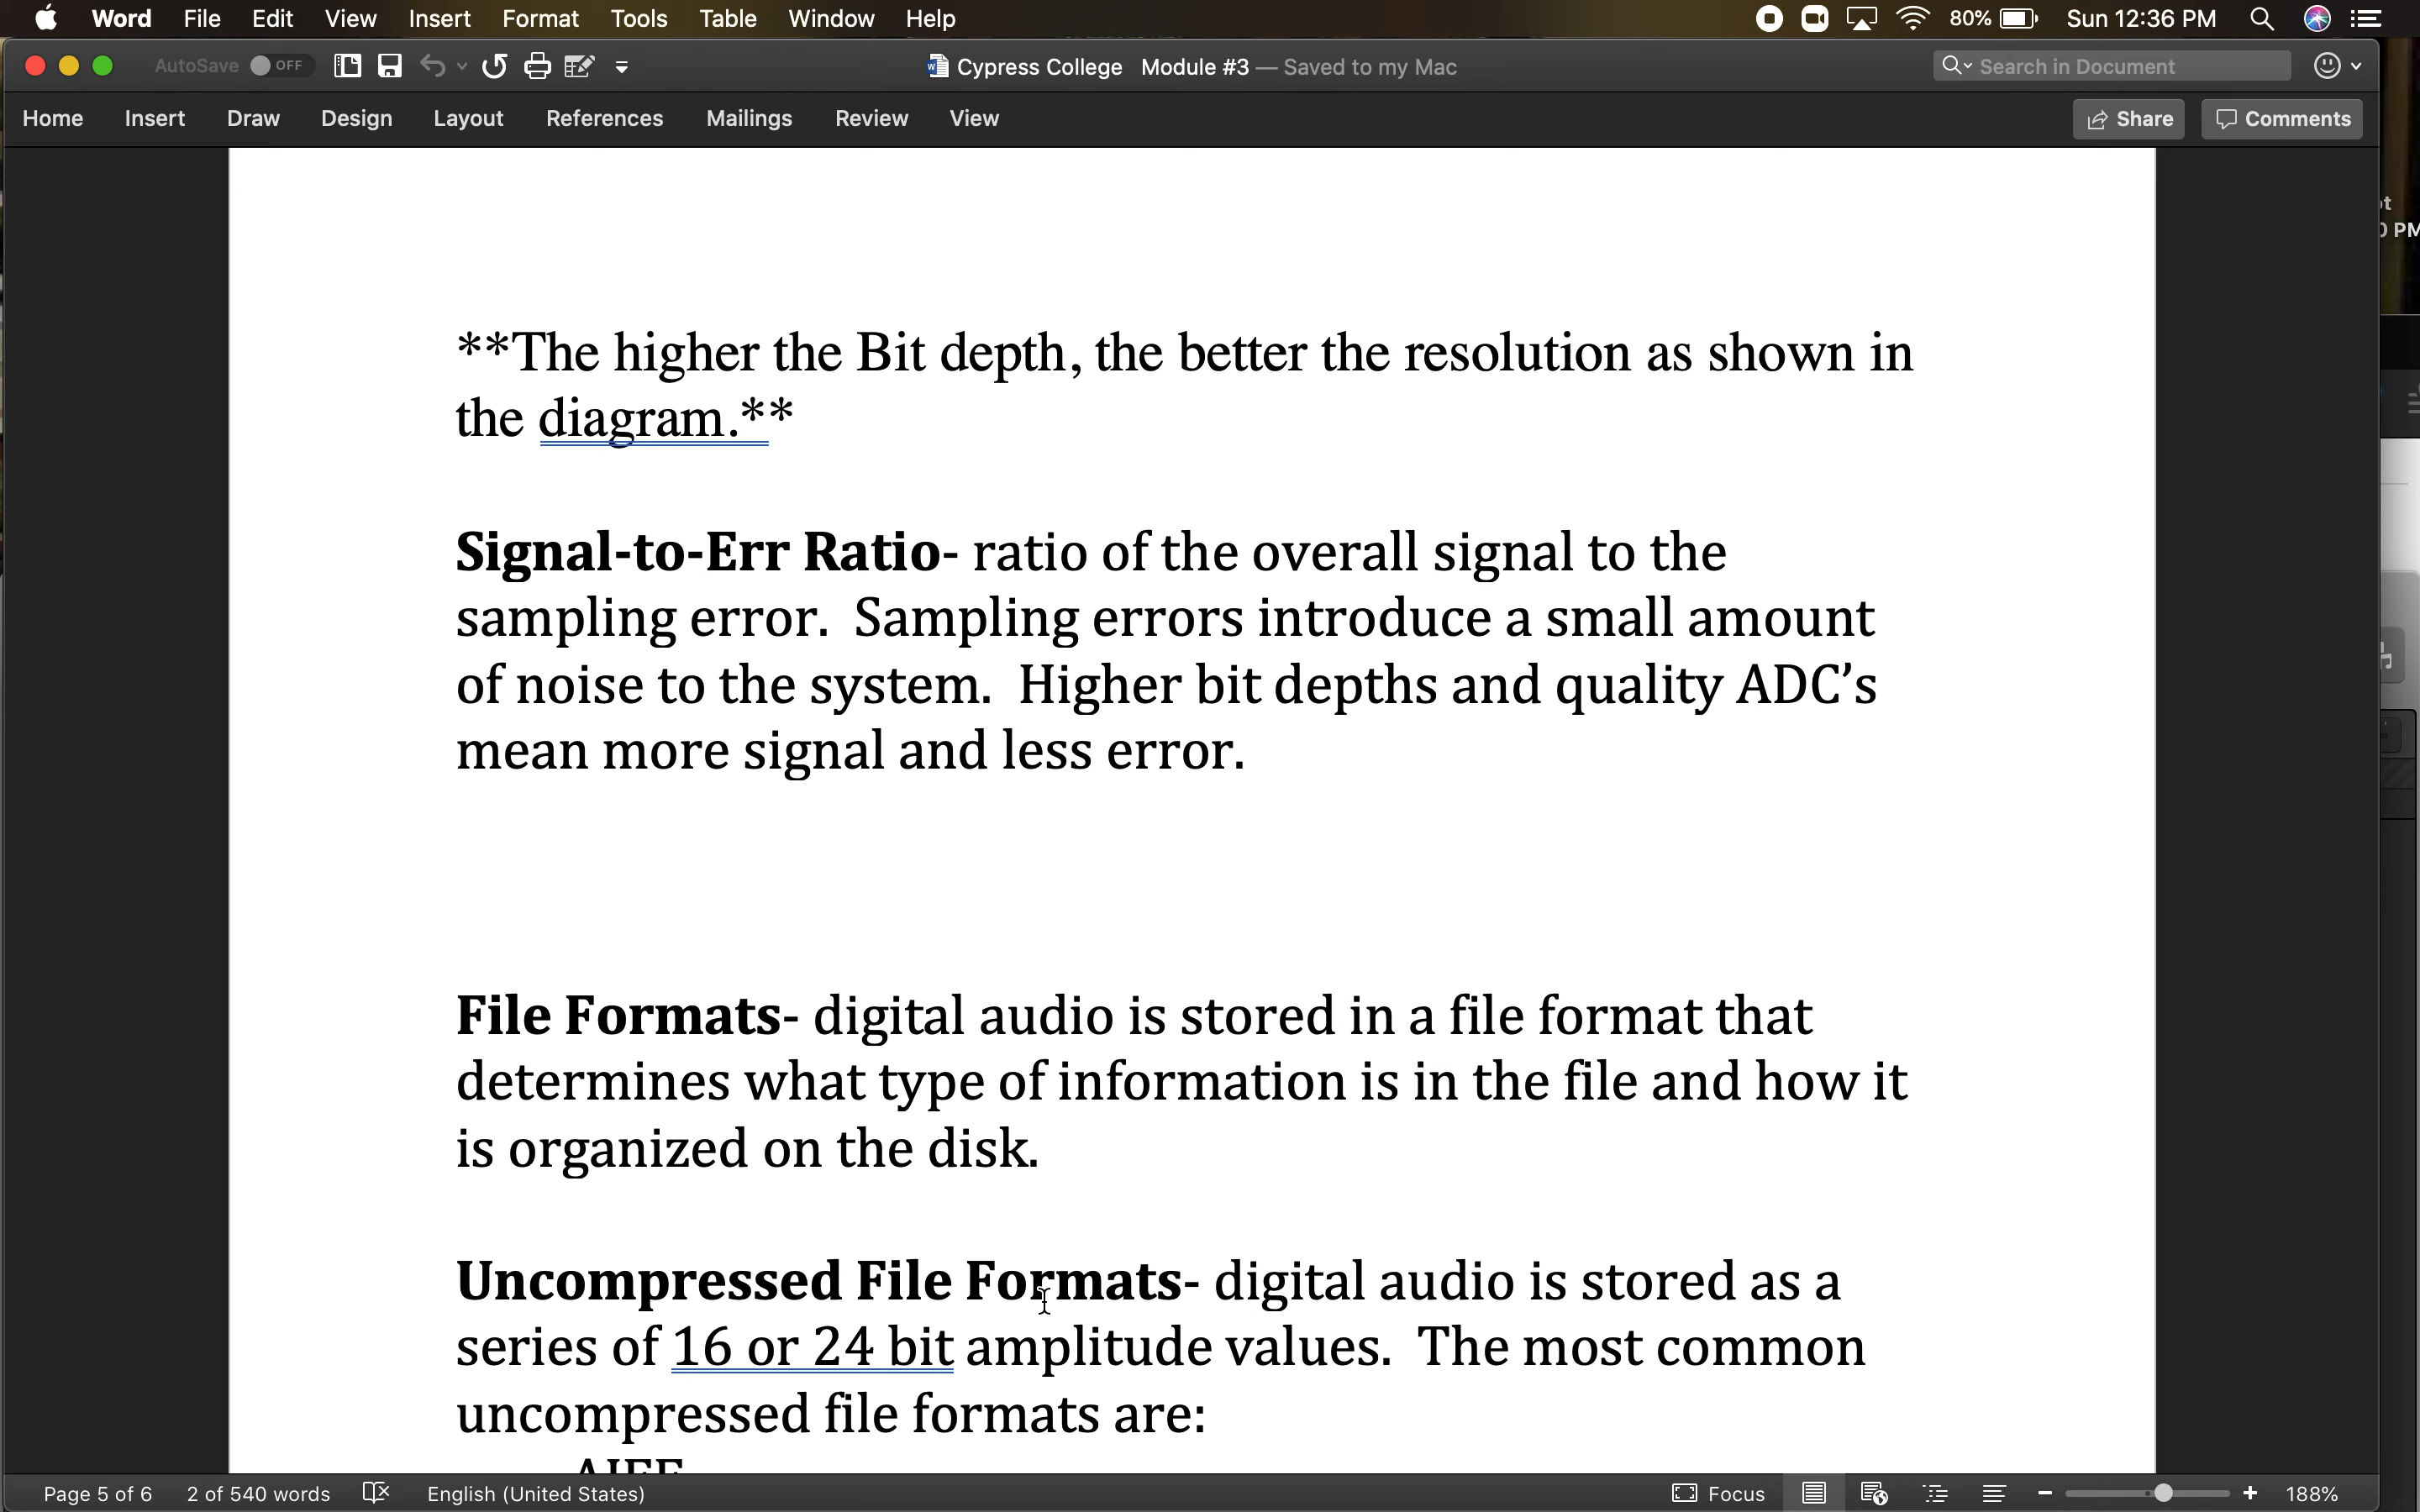 Word File Edit View Insert Format Tools Table Window Help 80% Sun 12:36 PM
AutoSave OFF Cypress College Module #3 — Saved to my Mac Search in Document
Home Insert Draw Design Layout References Mailings Review View Share Comments
**The higher the Bit depth, the better the resolution as shown in
the diagram.**
Signal-to-Err Ratio- ratio of the overall signal to the
sampling error. Sampling errors introduce a small amount
of noise to the system. Higher bit depths and quality ADC’s
mean more signal and less error.
File Formats- digital audio is stored in a file format that
determines what type of information is in the file and how it
is organized on the disk.
Uncompressed File Formats- digital audio is stored as a
series of 16 or 24 bit amplitude values. The most common
uncompressed file formats are:
AIFF
Page 5 of 6 2 of 540 words English (United States) Focus 188%